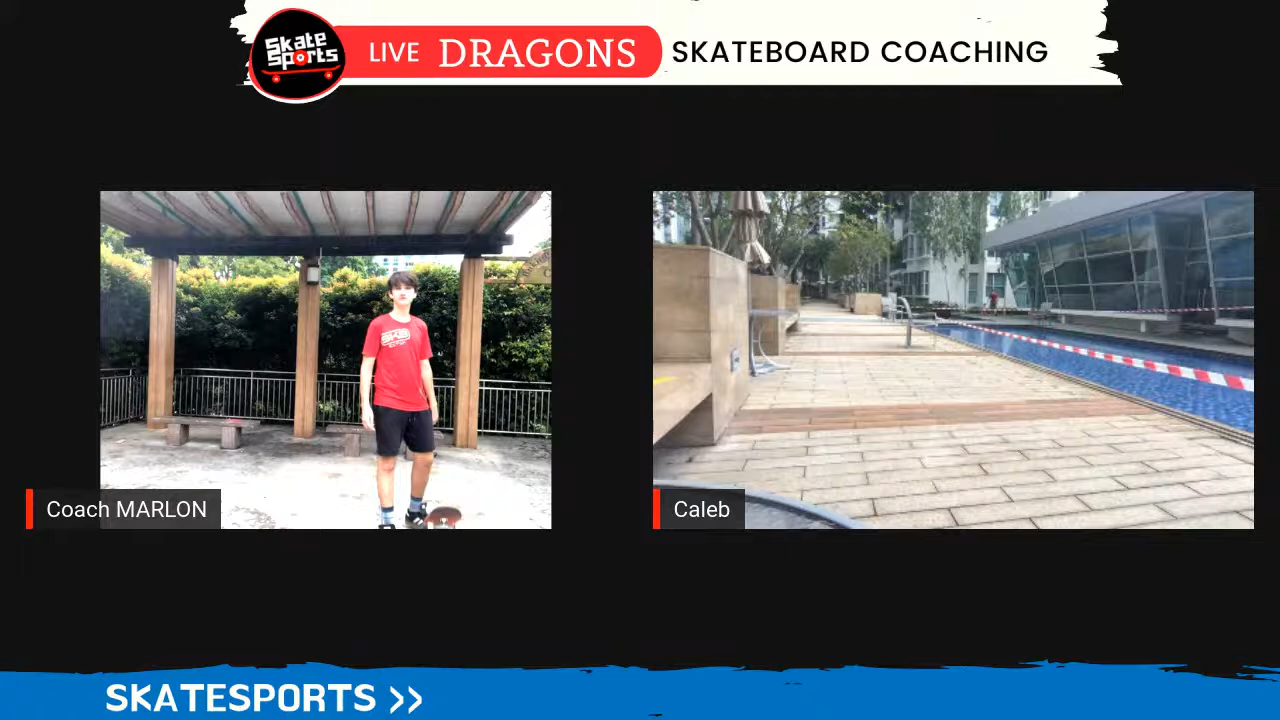 Skate
Sports
LIVE DRAGONS SKATEBOARD COACHING
Coach MARLON
Caleb
SKATESPORTS >>